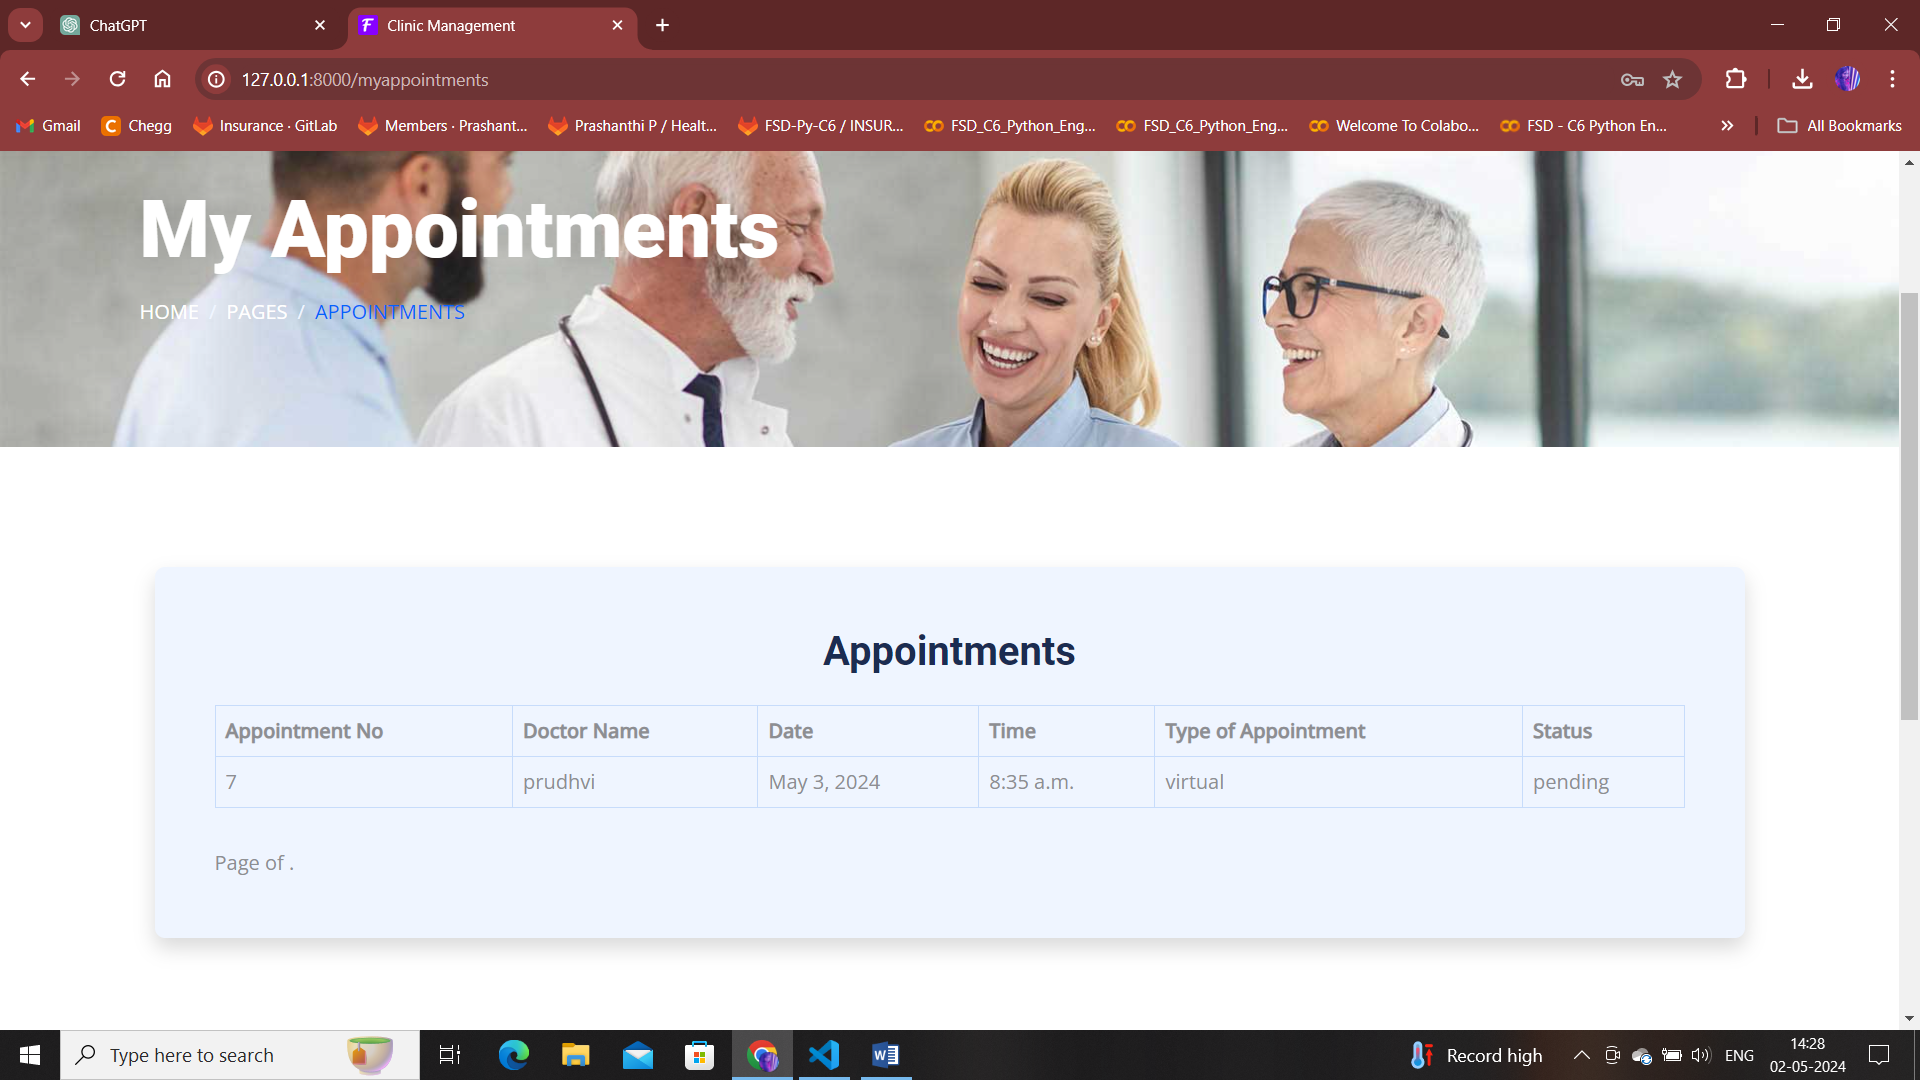 ChatGPT
Clinic Management
127.0.0.1:8000/myappointments
Gmail
Chegg
Insurance · GitLab
Members · Prashant...
Prashanthi P / Healt...
FSD-Py-C6 / INSUR...
FSD_C6_Python_Eng...
FSD_C6_Python_Eng...
Welcome To Colabo...
FSD - C6 Python En...
All Bookmarks
My Appointments
HOME / PAGES / APPOINTMENTS
Appointments
Appointment No Doctor Name Date Time Type of Appointment Status
7 prudhvi May 3, 2024 8:35 a.m. virtual pending
Page of .
Type here to search
Record high
ENG
14:28
02-05-2024